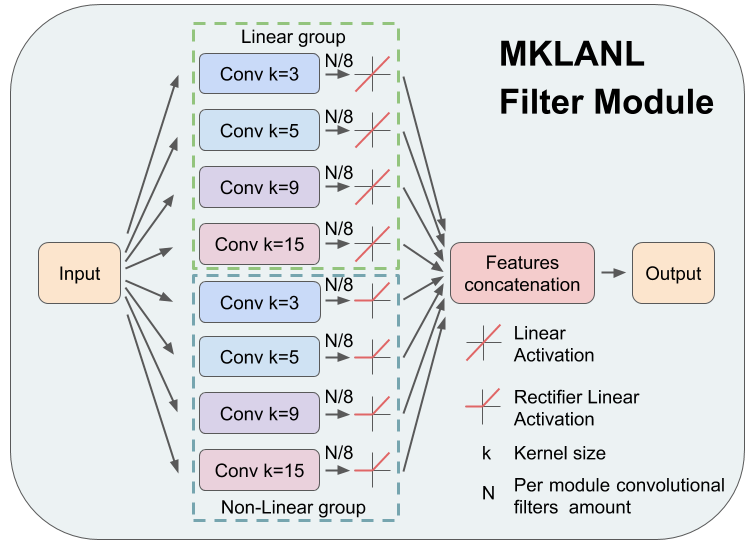 MKLANL
Filter Module
Linear group
Conv k=3
N/8
Conv k=5
N/8
Conv k=9
N/8
Conv k=15
N/8
Input
Conv k=3
N/8
Conv k=5
N/8
Conv k=9
N/8
Conv k=15
N/8
Non-Linear group
Features
concatenation
Output
Linear
Activation
Rectifier Linear
Activation
k Kernel size
N Per module convolutional
filters amount